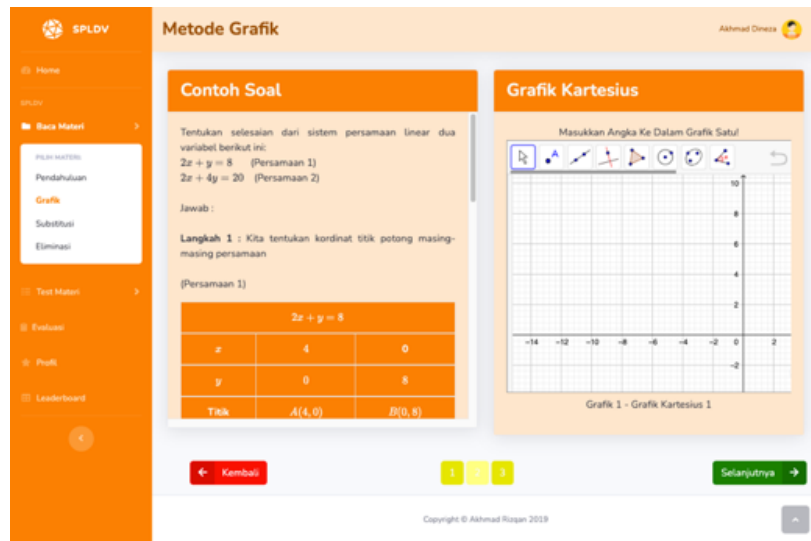 SPLDV
Metode Grafik
Akhmad Dineza
Home
SPLDV
Baca Materi
PILIH MATERI:
Pendahuluan
Grafik
Substitusi
Eliminasi
Test Materi
Evaluasi
Profil
Leaderboard
Contoh Soal
Tentukan selesaian dari sistem persamaan linear dua
variabel berikut ini:
2x + y = 8 (Persamaan 1)
2x + 4y = 20 (Persamaan 2)
Jawab :
Langkah 1 : Kita tentukan kordinat titik potong masing-
masing persamaan
(Persamaan 1)
2x + y = 8
x 4 0
y 0 8
Titik A(4, 0) B(0, 8)
Grafik Kartesius
Masukkan Angka Ke Dalam Grafik Satu!
A
10
8
6
4
2
-14 -12 -10 -8 -6 -4 -2 0 2
-2
Grafik 1 - Grafik Kartesius 1
Kembali
1 2 3
Selanjutnya
Copyright © Akhmad Rizqan 2019